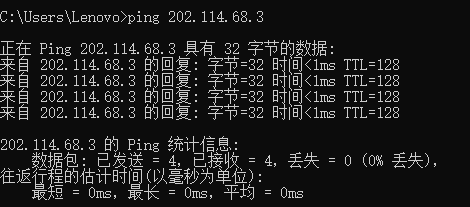 C:\Users\Lenovo>ping 202.114.68.3
正在 Ping 202.114.68.3 具有 32 字节的数据:
来自 202.114.68.3 的回复: 字节=32 时间<1ms TTL=128
来自 202.114.68.3 的回复: 字节=32 时间<1ms TTL=128
来自 202.114.68.3 的回复: 字节=32 时间<1ms TTL=128
来自 202.114.68.3 的回复: 字节=32 时间<1ms TTL=128
202.114.68.3 的 Ping 统计信息:
数据包: 已发送 = 4, 已接收 = 4, 丢失 = 0 (0% 丢失),
往返行程的估计时间(以毫秒为单位):
最短 = 0ms, 最长 = 0ms, 平均 = 0ms